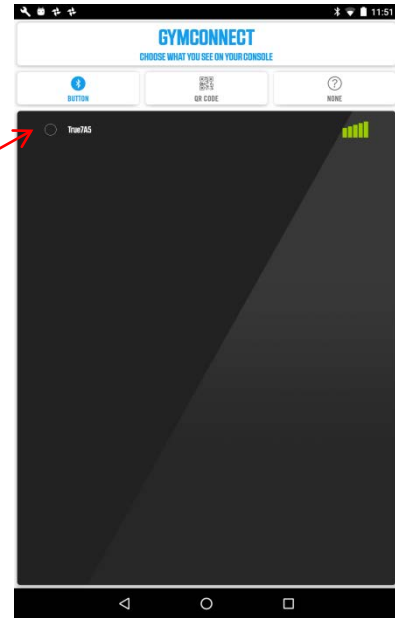 11:51
GYMCONNECT
CHOOSE WHAT YOU SEE ON YOUR CONSOLE
BUTTON
QR CODE
? NONE
True7A5